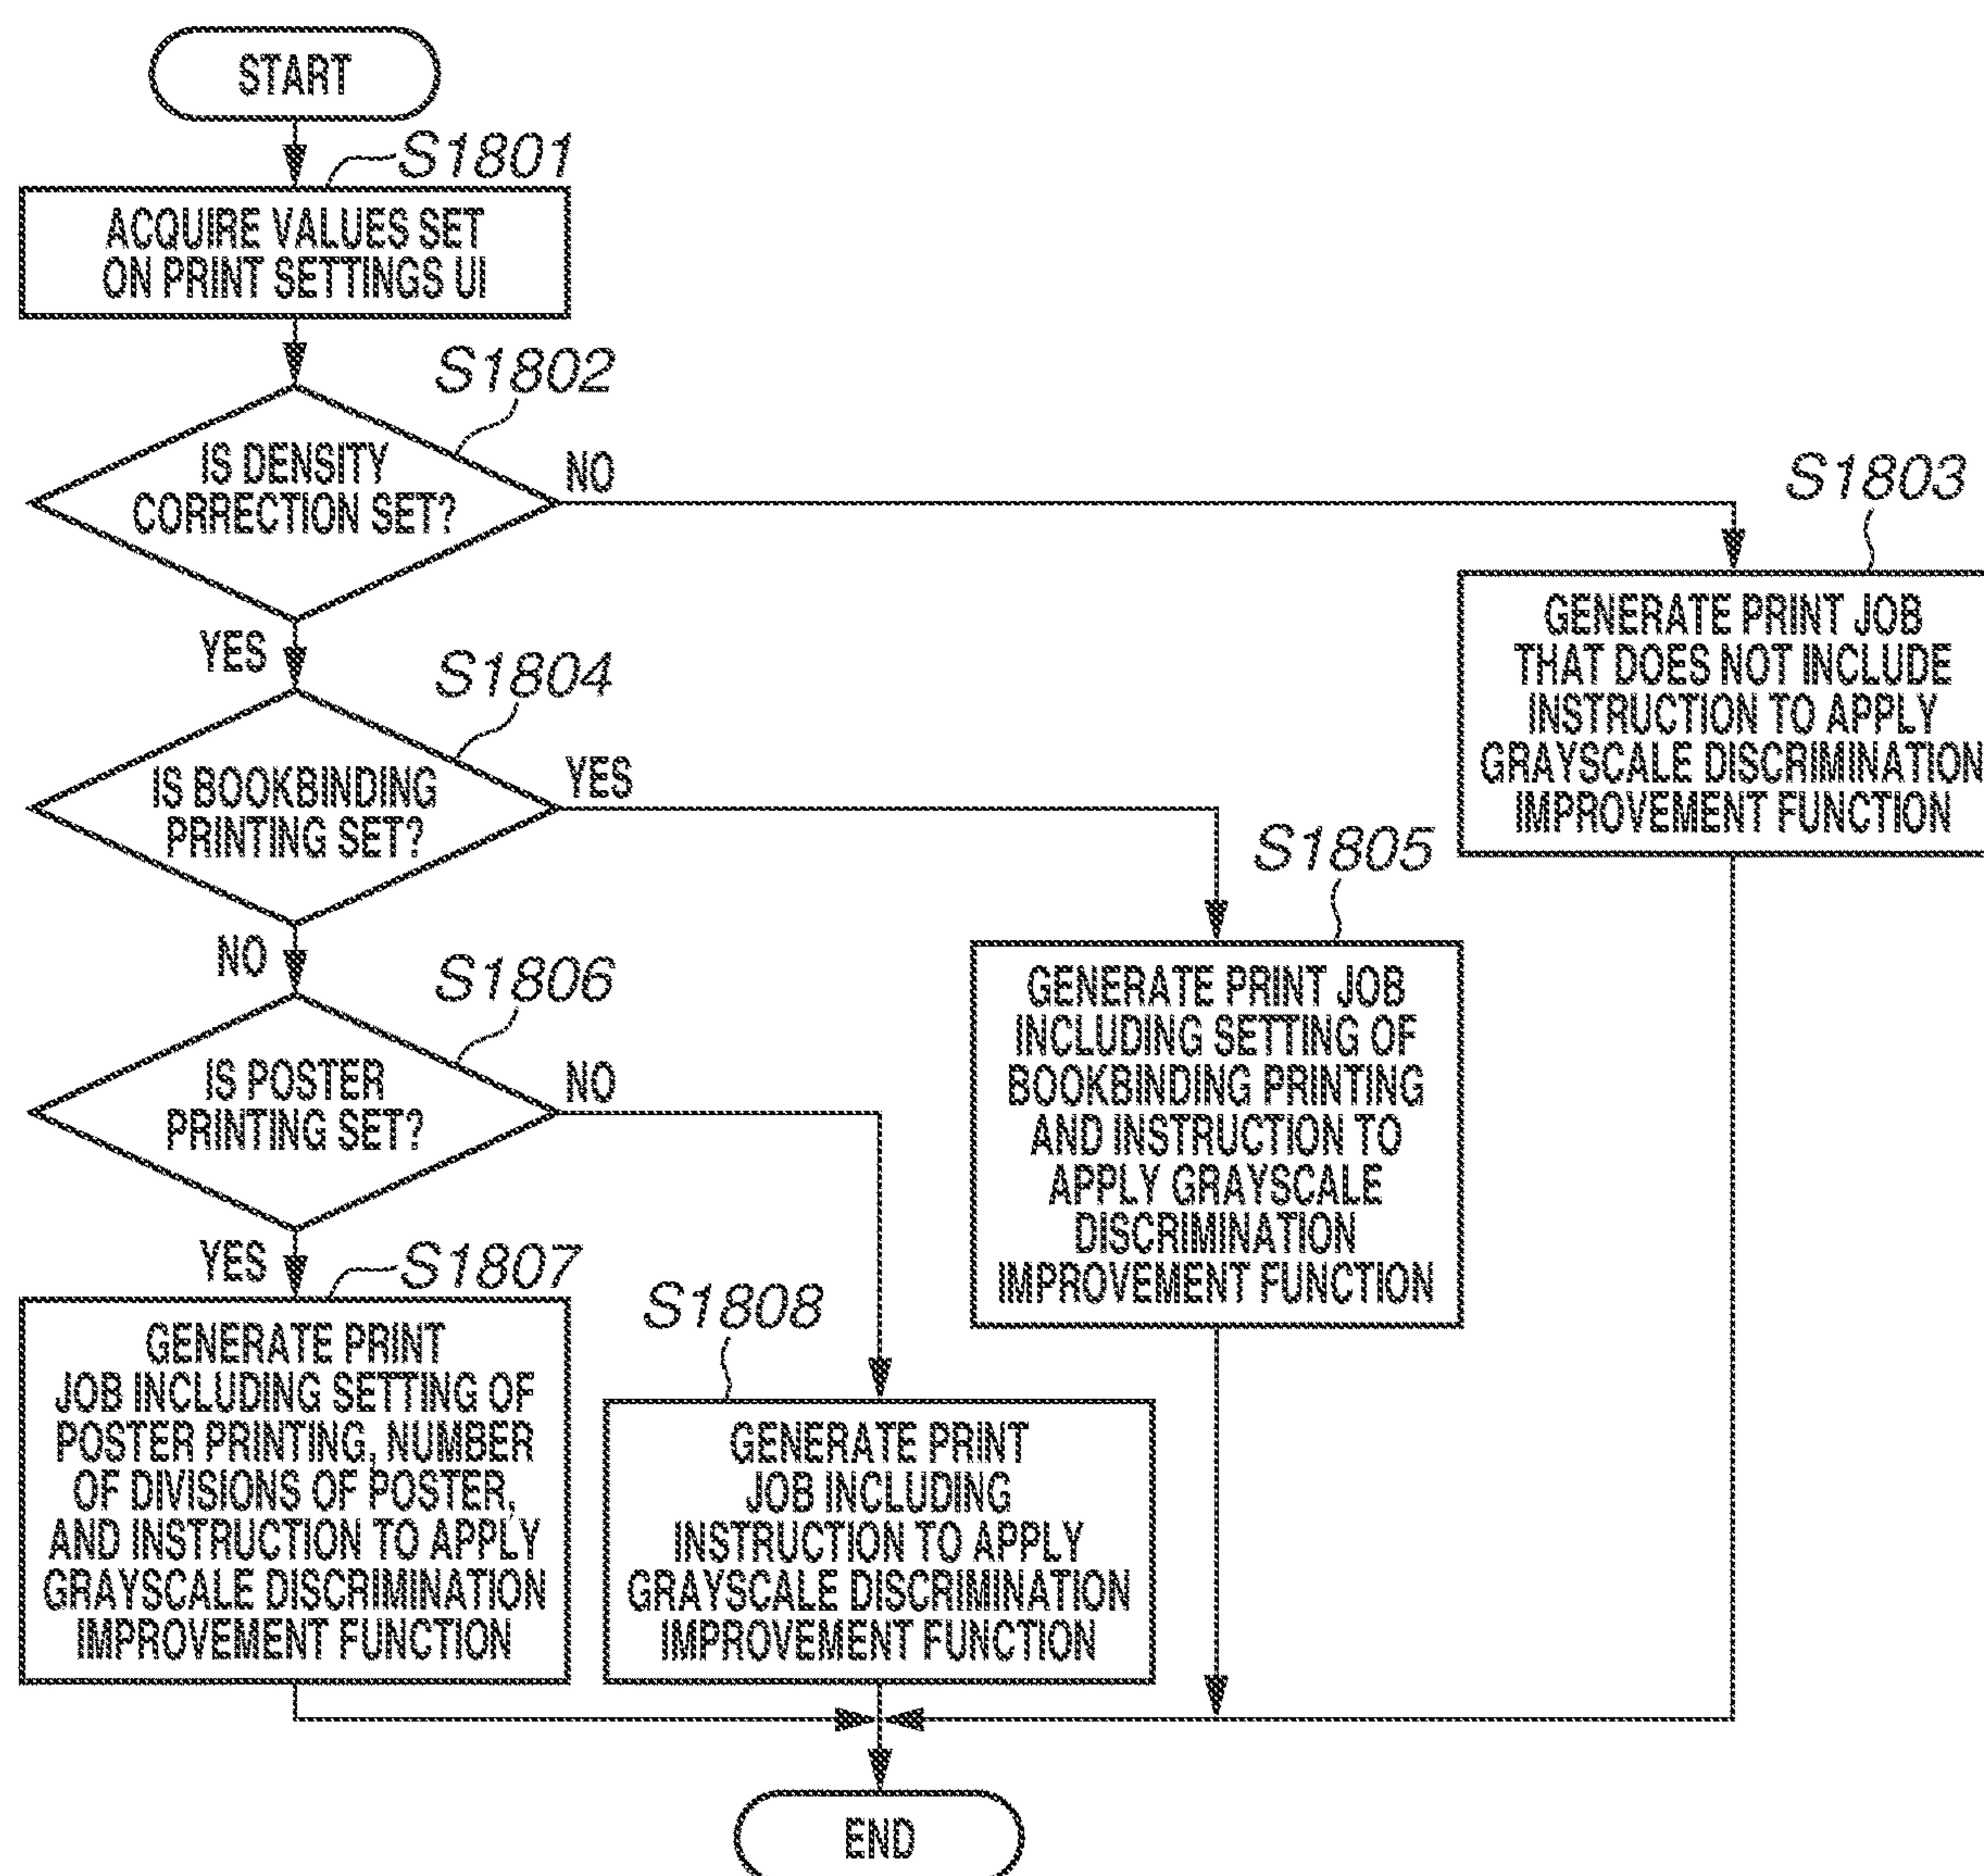 START
S1801
ACQUIRE VALUES SET
ON PRINT SETTINGS UI
S1802
IS DENSITY
CORRECTION SET?
NO
S1803
GENERATE PRINT JOB
THAT DOES NOT INCLUDE
INSTRUCTION TO APPLY
GRAYSCALE DISCRIMINATION
IMPROVEMENT FUNCTION
YES
S1804
IS BOOKBINDING
PRINTING SET?
YES
S1805
GENERATE PRINT JOB
INCLUDING SETTING OF
BOOKBINDING PRINTING
AND INSTRUCTION TO
APPLY GRAYSCALE
DISCRIMINATION
IMPROVEMENT FUNCTION
NO
S1806
IS POSTER
PRINTING SET?
NO
YES
S1807
GENERATE PRINT
JOB INCLUDING SETTING OF
POSTER PRINTING, NUMBER
OF DIVISIONS OF POSTER,
AND INSTRUCTION TO APPLY
GRAYSCALE DISCRIMINATION
IMPROVEMENT FUNCTION
S1808
GENERATE PRINT
JOB INCLUDING
INSTRUCTION TO APPLY
GRAYSCALE DISCRIMINATION
IMPROVEMENT FUNCTION
END